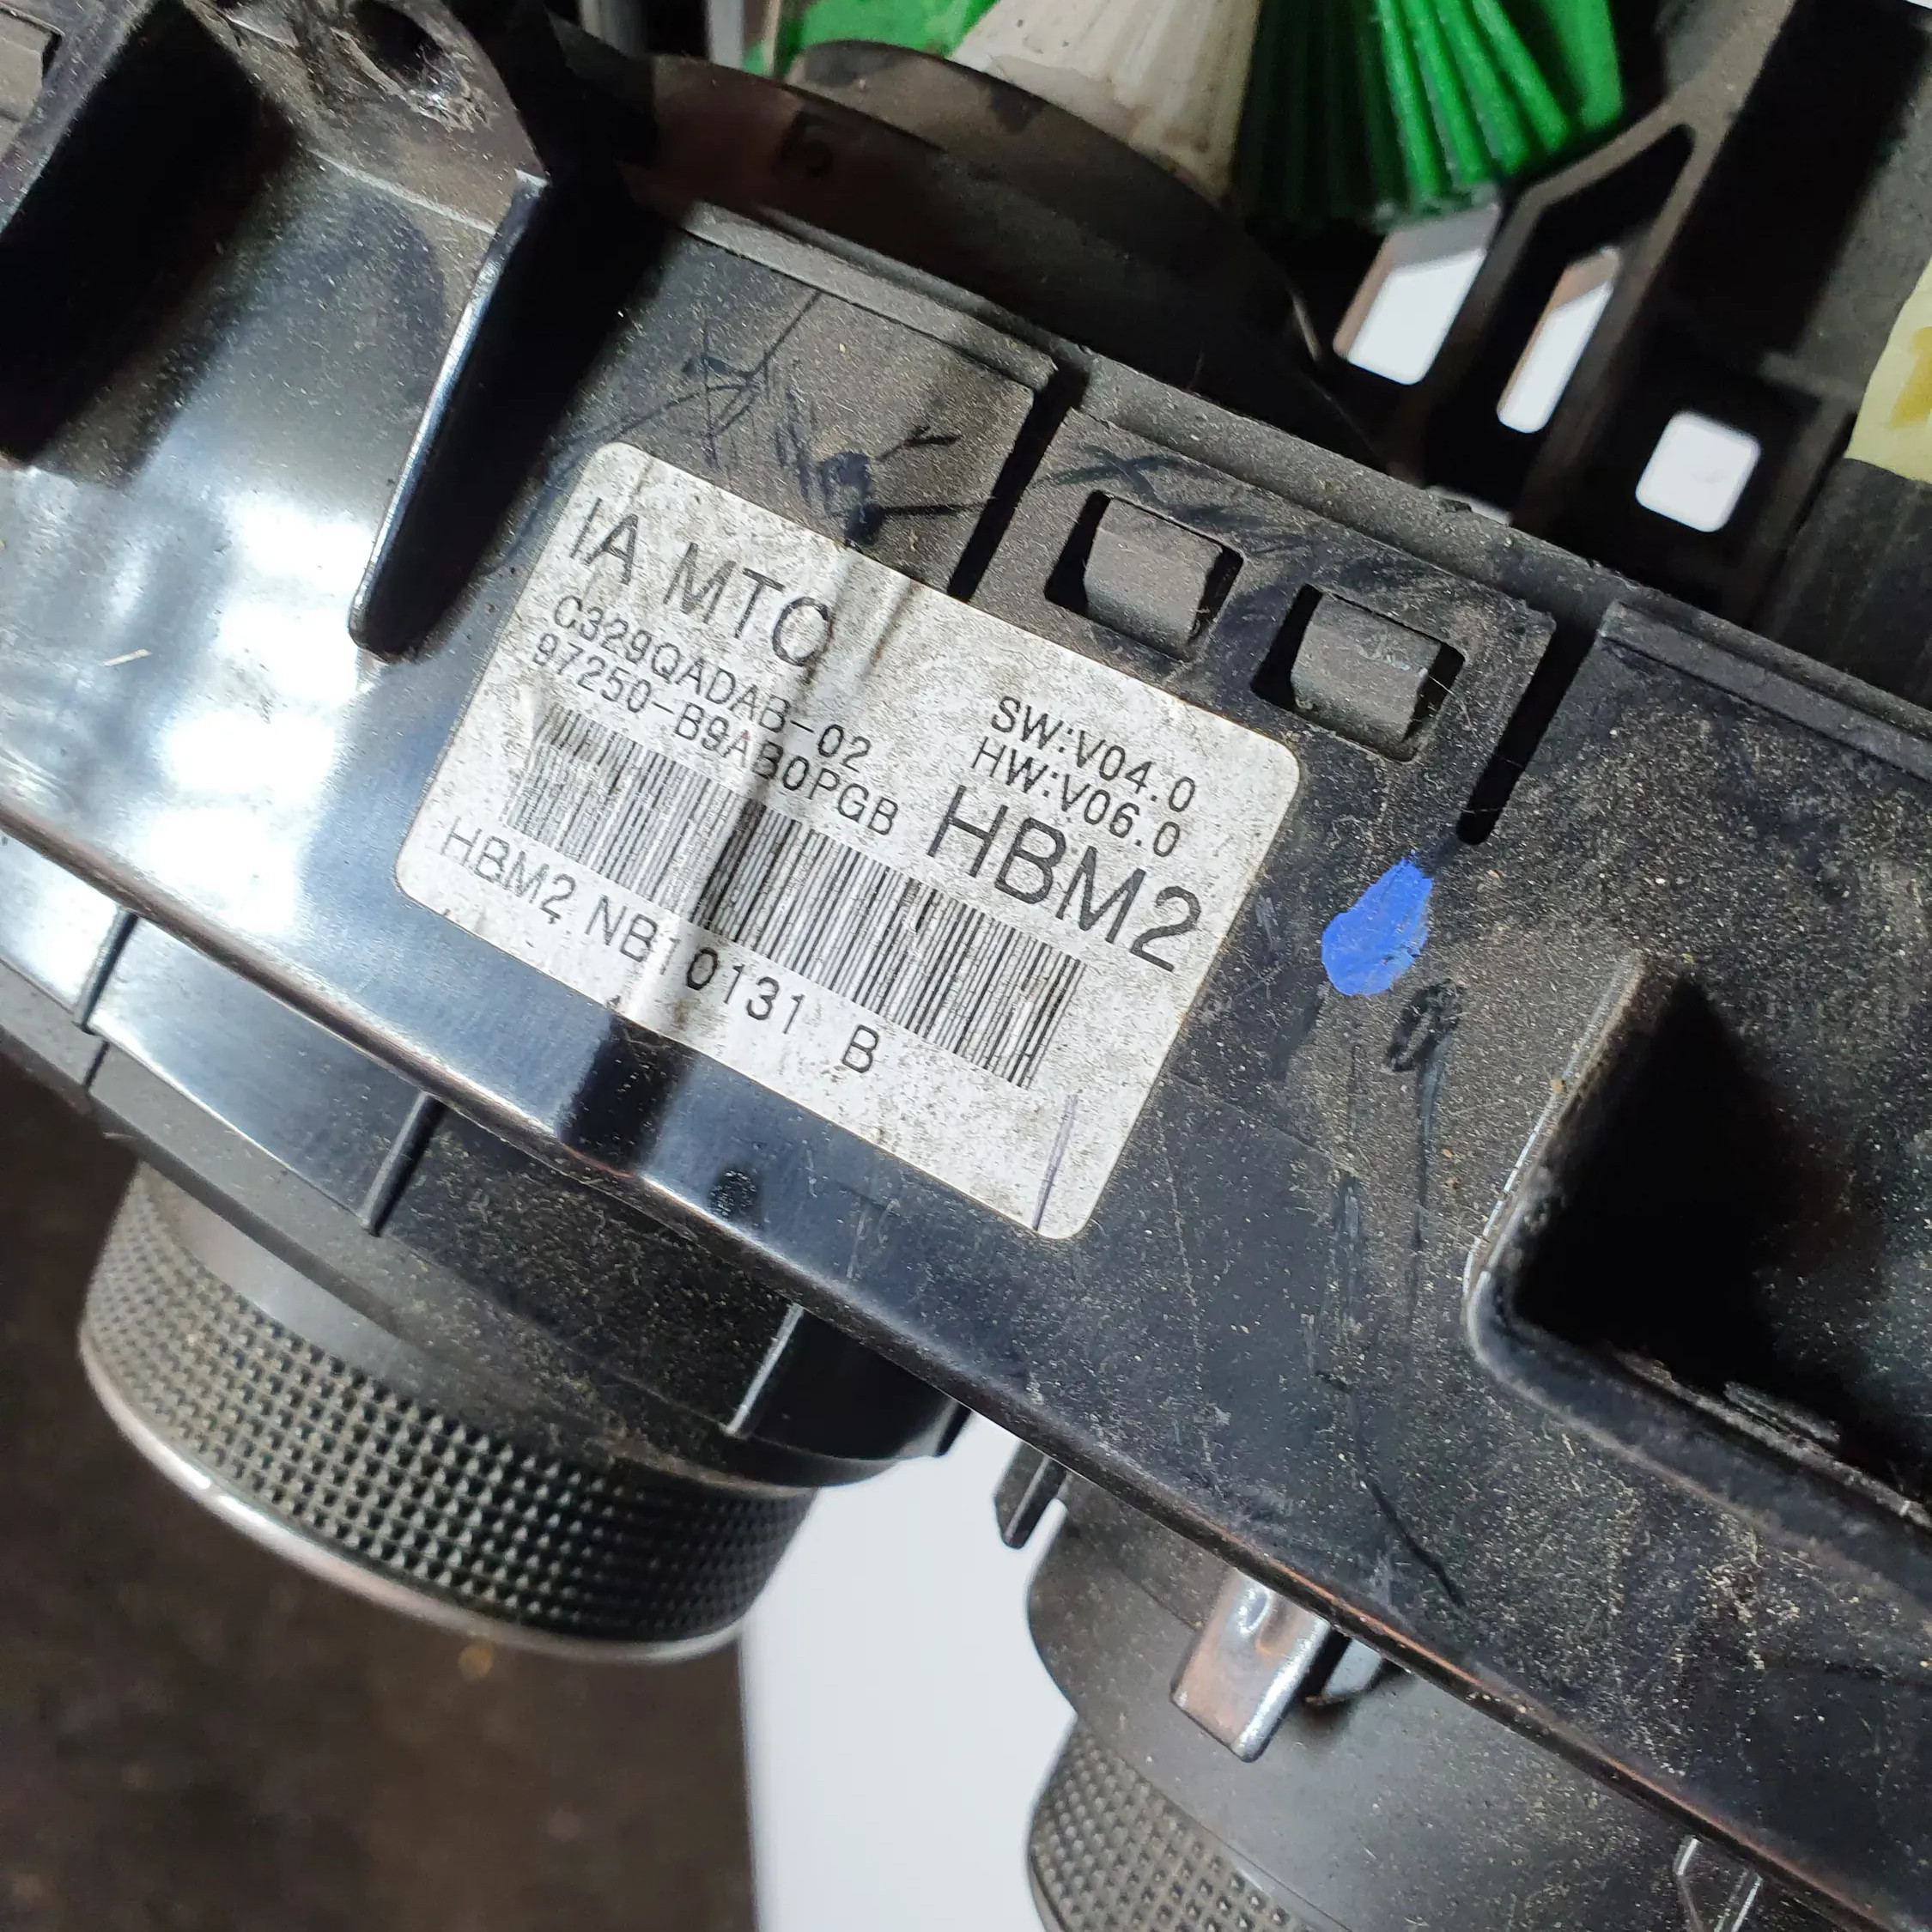 IA MTC
C329QADAB-02
97250-B9AB0PGB
SW:V04.0
HW:V06.0
HBM2
HBM2 NB10131 B